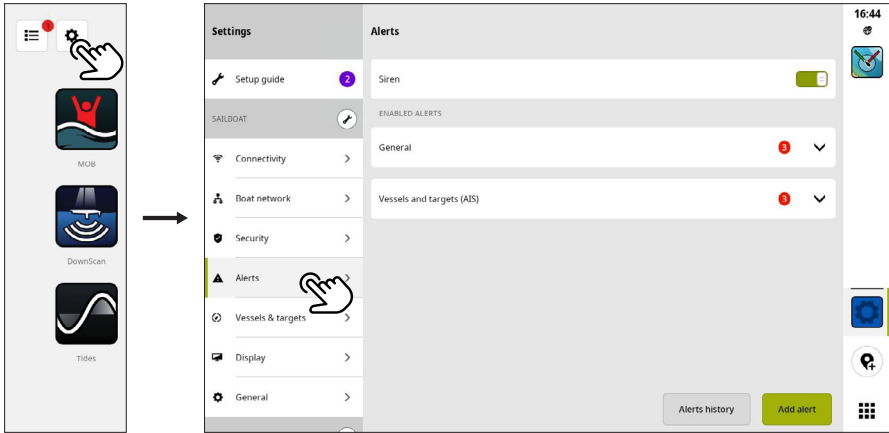 1
MOB
DownScan
Tides
Settings
Setup guide
2
SAILBOAT
Connectivity
Boat network
Security
Alerts
Vessels & targets
Display
General
Alerts
Siren
ENABLED ALERTS
General
3
Vessels and targets (AIS)
3
Alerts history
Add alert
16:44